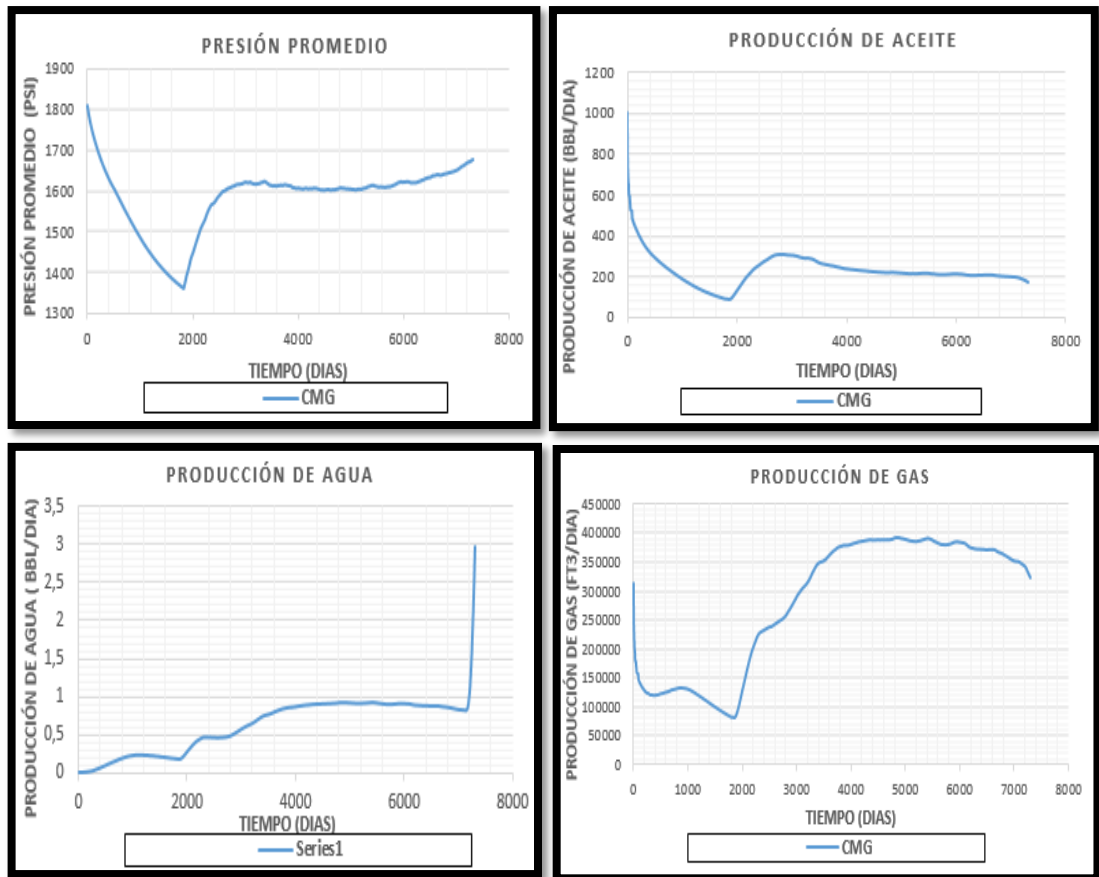 PRESIÓN PROMEDIO
PRESIÓN PROMEDIO (PSI)
1900
1800
1700
1600
1500
1400
1300
0 2000 4000 6000 8000
TIEMPO (DIAS)
CMG
PRODUCCIÓN DE ACEITE
PRODUCCIÓN DE ACEITE (BBL/DIA)
1200
1000
800
600
400
200
0
0 2000 4000 6000 8000
TIEMPO (DIAS)
CMG
PRODUCCIÓN DE AGUA
PRODUCCIÓN DE AGUA ( BBL/DIA)
3,5
3
2,5
2
1,5
1
0,5
0
0 2000 4000 6000 8000
TIEMPO (DIAS)
Series1
PRODUCCIÓN DE GAS
PRODUCCIÓN DE GAS (FT3/DIA)
450000
400000
350000
300000
250000
200000
150000
100000
50000
0
0 1000 2000 3000 4000 5000 6000 7000 8000
TIEMPO (DIAS)
CMG